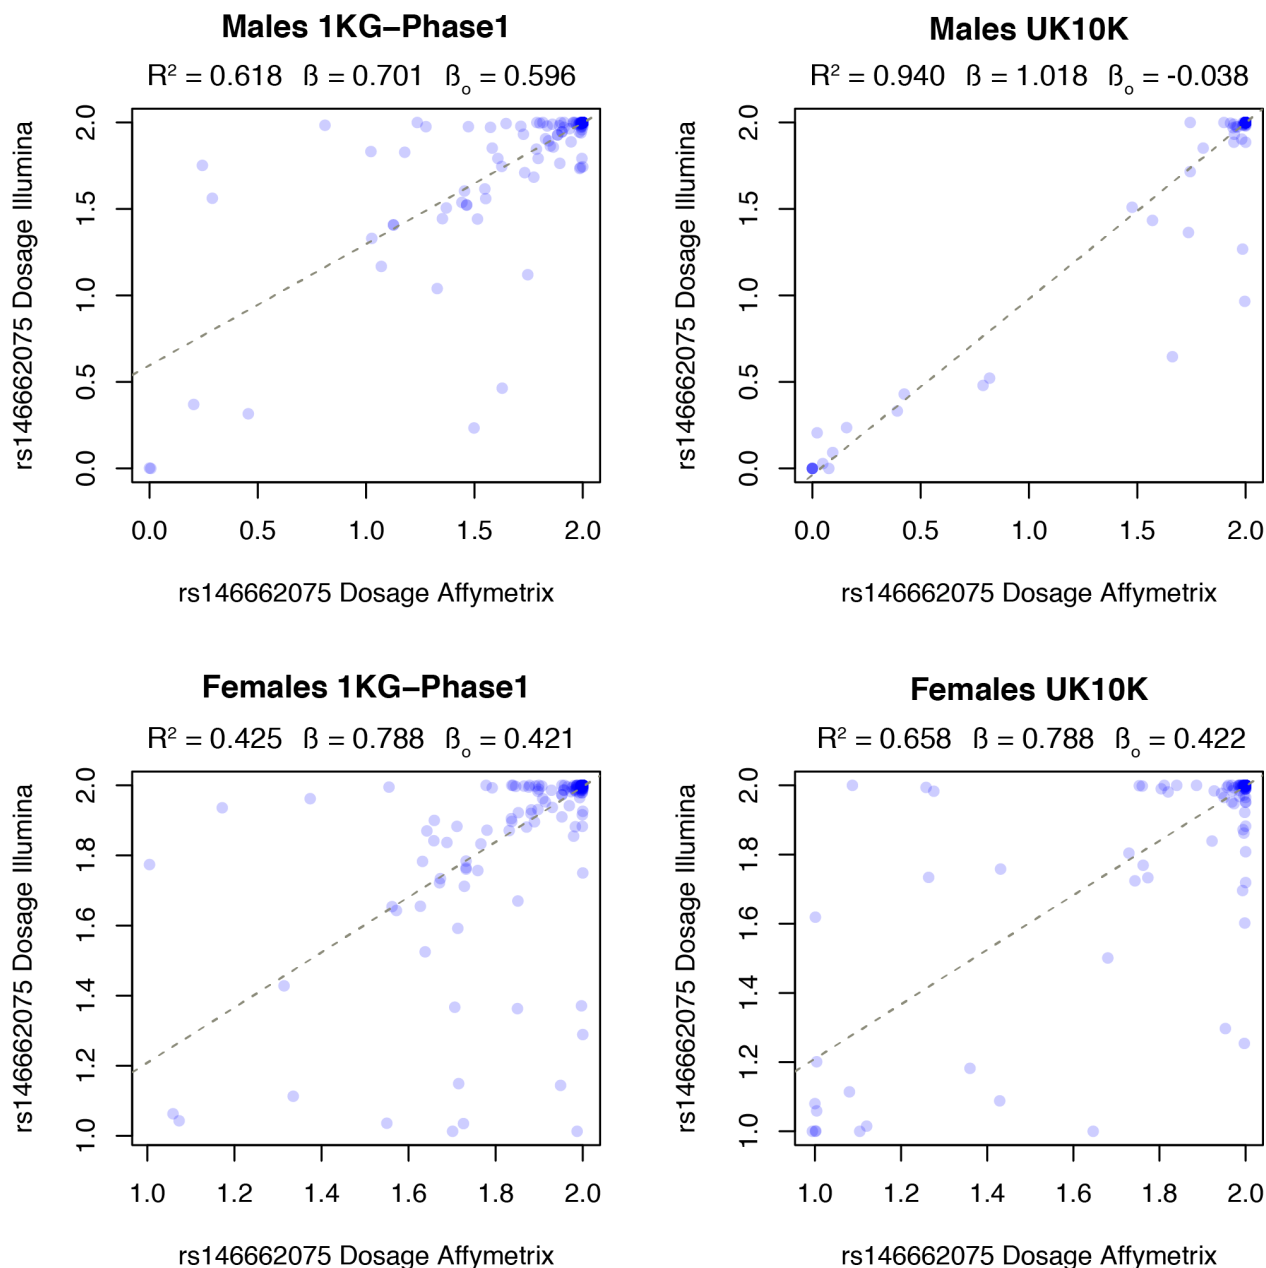 Males 1KG–Phase1
R² = 0.618 ß = 0.701 ßₒ = 0.596
2.0
1.5
1.0
0.5
0.0
rs146662075 Dosage Illumina
0.0 0.5 1.0 1.5 2.0
rs146662075 Dosage Affymetrix
Males UK10K
R² = 0.940 ß = 1.018 ßₒ = -0.038
2.0
1.5
1.0
0.5
0.0
rs146662075 Dosage Illumina
0.0 0.5 1.0 1.5 2.0
rs146662075 Dosage Affymetrix
Females 1KG–Phase1
R² = 0.425 ß = 0.788 ßₒ = 0.421
2.0
1.8
1.6
1.4
1.2
1.0
rs146662075 Dosage Illumina
1.0 1.2 1.4 1.6 1.8 2.0
rs146662075 Dosage Affymetrix
Females UK10K
R² = 0.658 ß = 0.788 ßₒ = 0.422
2.0
1.8
1.6
1.4
1.2
1.0
rs146662075 Dosage Illumina
1.0 1.2 1.4 1.6 1.8 2.0
rs146662075 Dosage Affymetrix